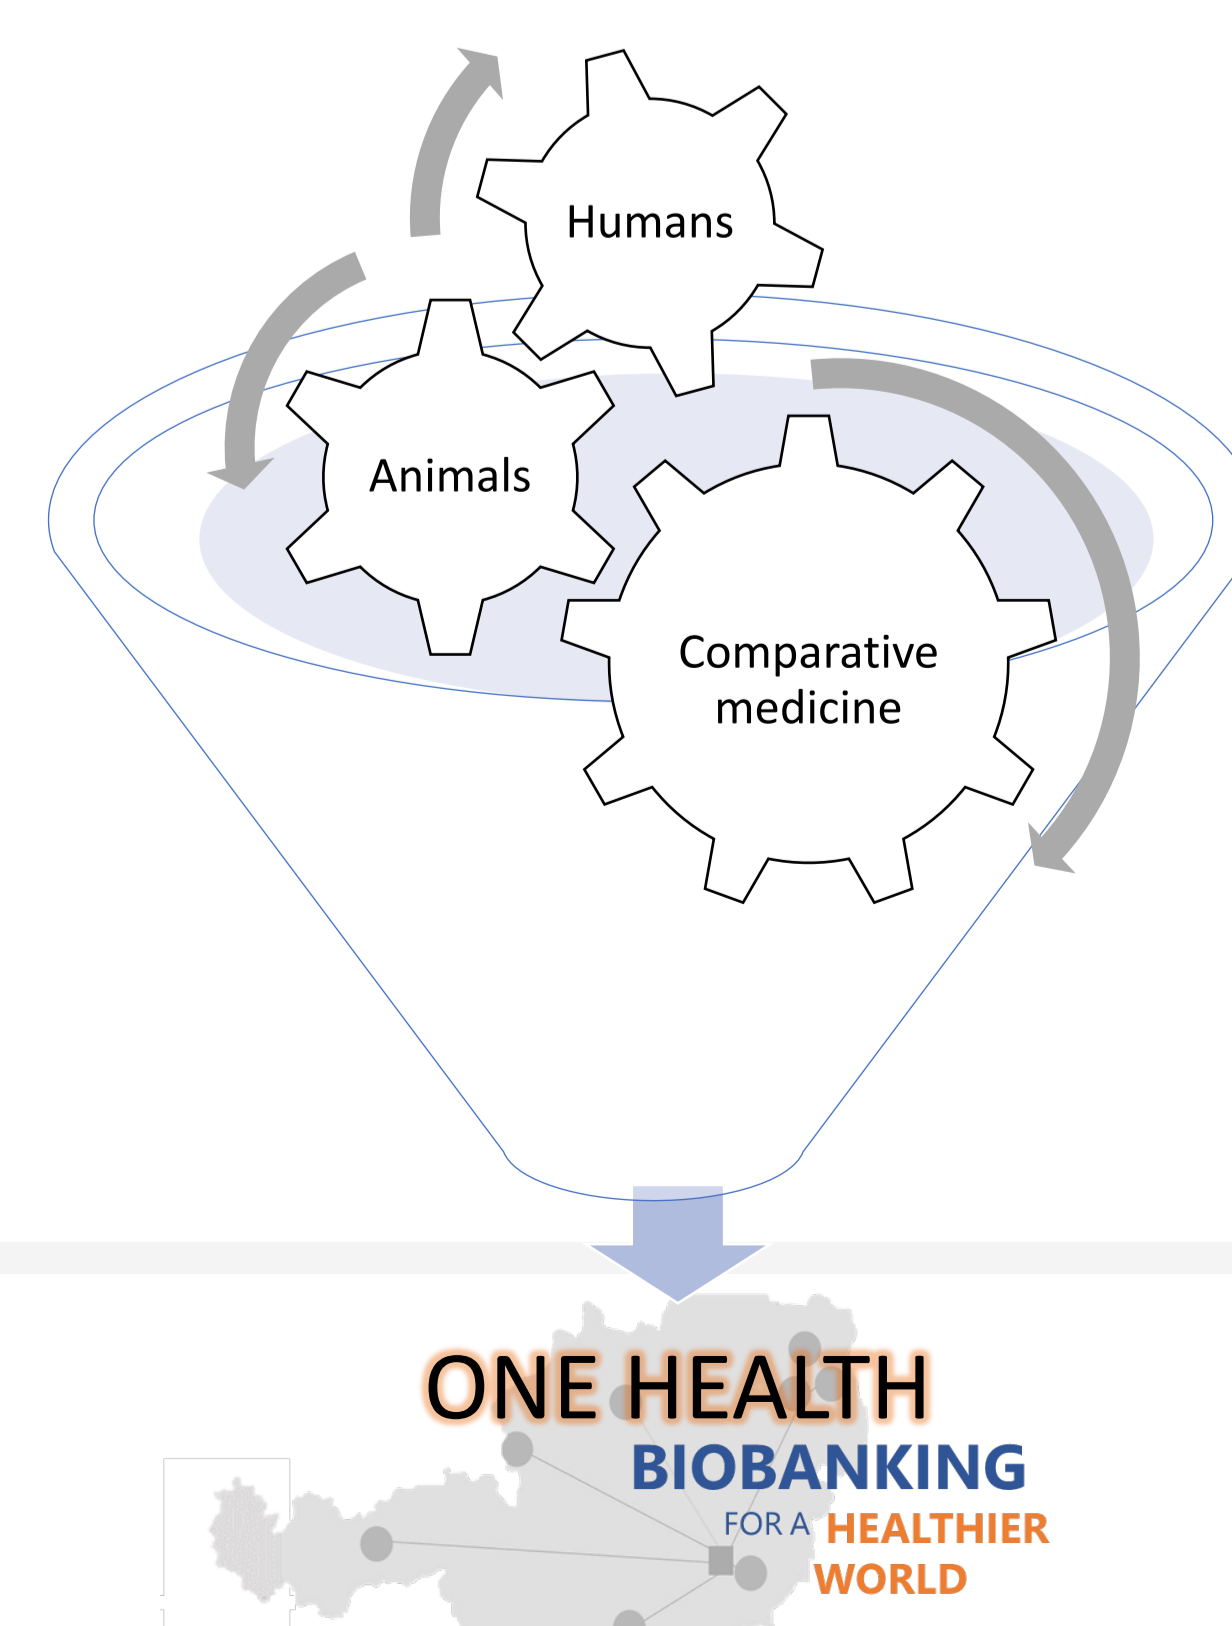 Humans
Animals
Comparative
medicine
ONE HEALTH
BIOBANKING
FOR A HEALTHIER
WORLD